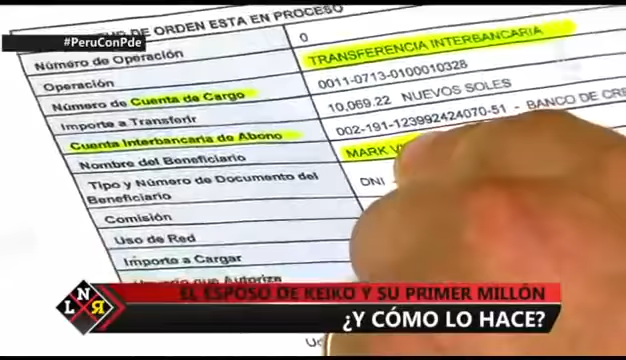 DE ORDEN ESTA EN PROCESO
#PeruConPde
Número de Operación
0
Operación
TRANSFERENCIA INTERBANCARIA
Número de Cuenta de Cargo
0011-0713-0100010328
Importe a Transferir
10,069.22 NUEVOS SOLES
Cuenta Interbancaria de Abono
002-191-123992424070-51 - BANCO DE CRE
Nombre del Beneficiario
MARK
Tipo y Número de Documento del
Beneficiario
DNI
Comisión
Uso de Red
Importe a Cargar
que Autoriza
LNR
EL ESPOSO DE KEIKO Y SU PRIMER MILLÓN
¿Y CÓMO LO HACE?